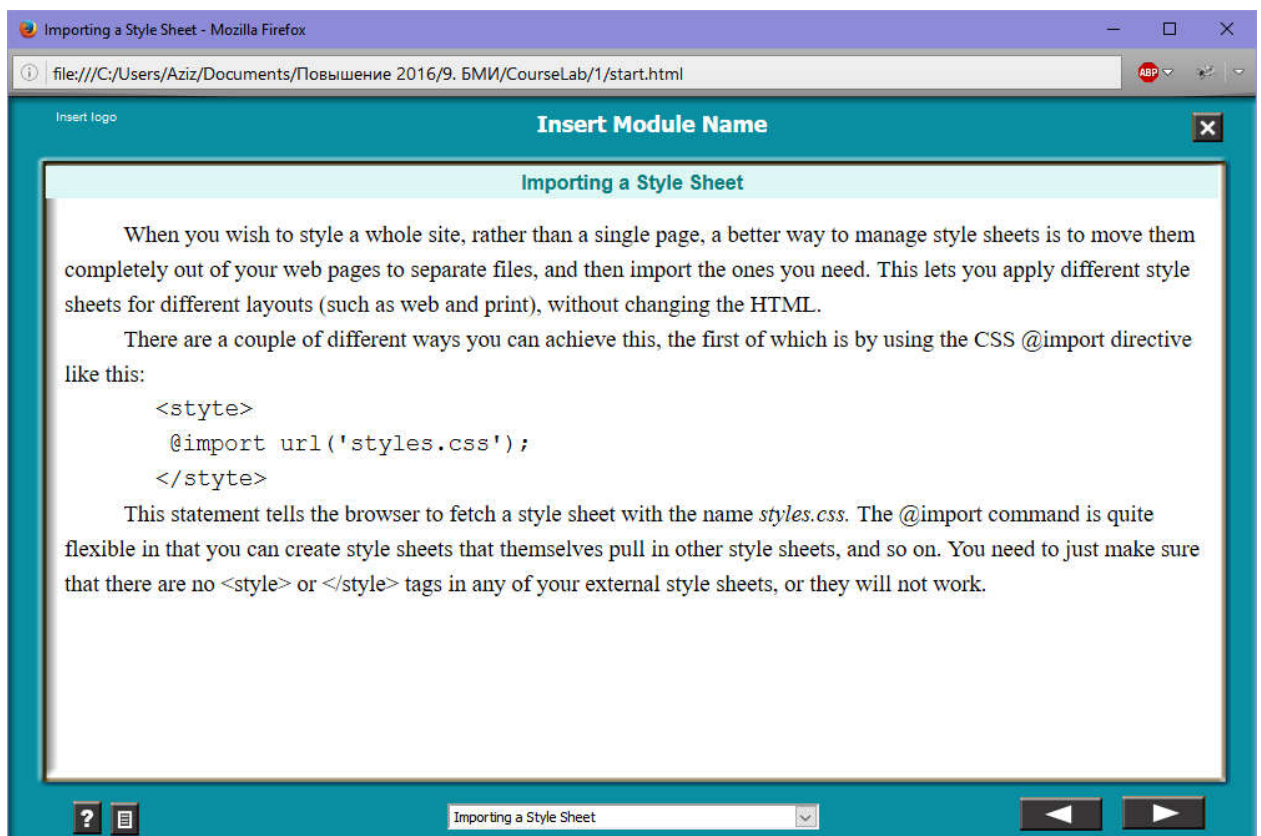 Importing a Style Sheet - Mozilla Firefox
file:///C:/Users/Aziz/Documents/Повышение 2016/9. БМИ/CourseLab/1/start.html
ABP
Insert logo
Insert Module Name
Importing a Style Sheet
When you wish to style a whole site, rather than a single page, a better way to manage style sheets is to move them
completely out of your web pages to separate files, and then import the ones you need. This lets you apply different style
sheets for different layouts (such as web and print), without changing the HTML.
There are a couple of different ways you can achieve this, the first of which is by using the CSS @import directive
like this:
<styte>
@import url('styles.css');
</styte>
This statement tells the browser to fetch a style sheet with the name styles.css. The @import command is quite
flexible in that you can create style sheets that themselves pull in other style sheets, and so on. You need to just make sure
that there are no <style> or </style> tags in any of your external style sheets, or they will not work.
?
Importing a Style Sheet